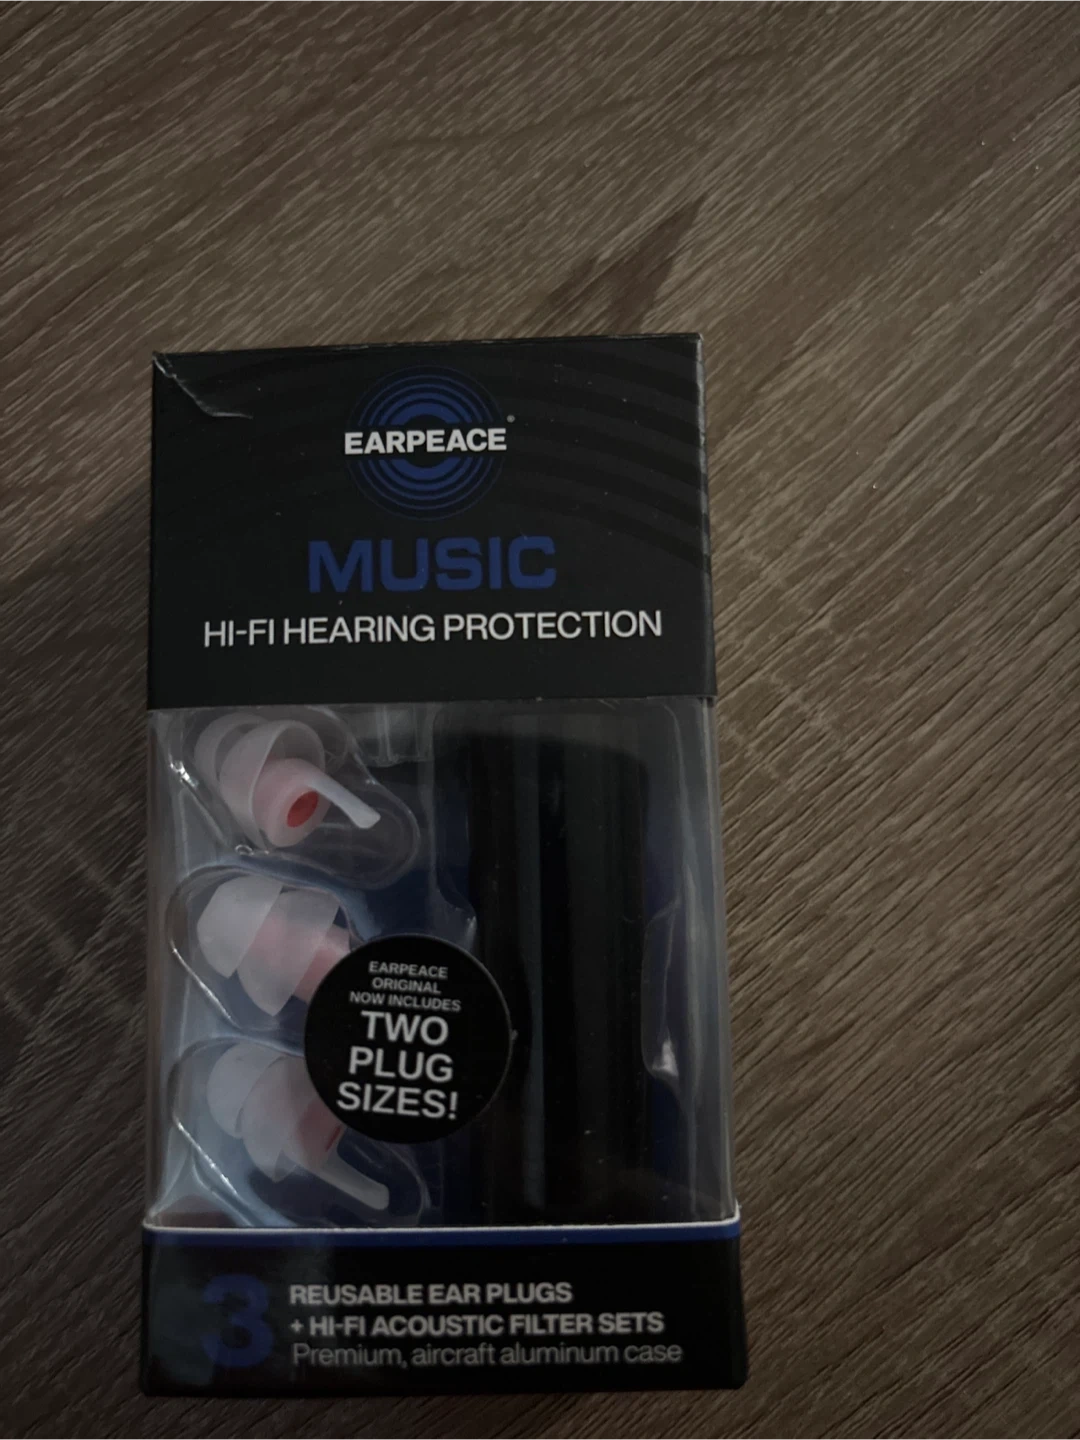 EARPEACE®
MUSIC
HI-FI HEARING PROTECTION
EARPEACE
ORIGINAL
NOW INCLUDES
TWO
PLUG
SIZES!
3
REUSABLE EAR PLUGS
+ HI-FI ACOUSTIC FILTER SETS
Premium, aircraft aluminum case